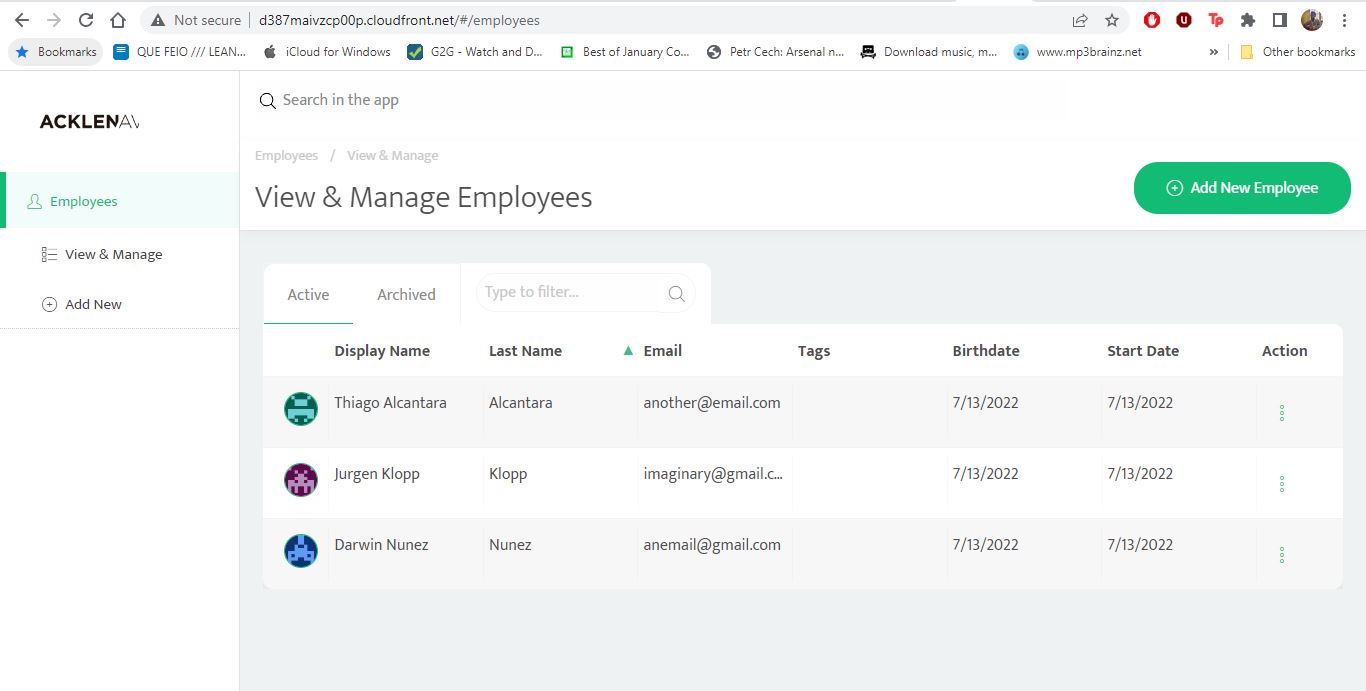 Not secure d387maivzcp00p.cloudfront.net/#/employees
Bookmarks QUE FEIO /// LEAN... iCloud for Windows G2G - Watch and D... Best of January Co... Petr Cech: Arsenal n... Download music, m... www.mp3brainz.net » Other bookmarks
ACKLENAV
Search in the app
Employees / View & Manage
View & Manage Employees
Add New Employee
Employees
View & Manage
Add New
Active Archived Type to filter...
Display Name Last Name Email Tags Birthdate Start Date Action
Thiago Alcantara Alcantara another@email.com 7/13/2022 7/13/2022
Jurgen Klopp Klopp imaginary@gmail.c... 7/13/2022 7/13/2022
Darwin Nunez Nunez anemail@gmail.com 7/13/2022 7/13/2022